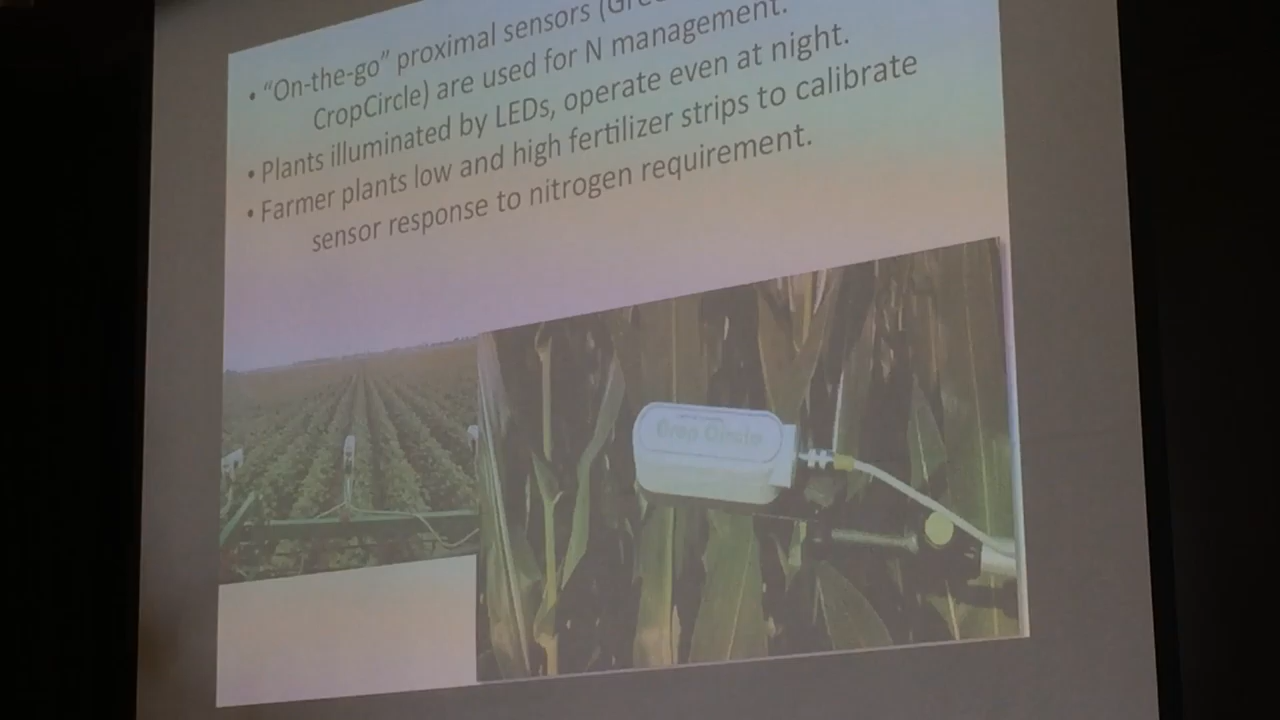 • “On-the-go” proximal sensors
CropCircle) are used for N management.
• Plants illuminated by LEDs, operate even at night.
• Farmer plants low and high fertilizer strips to calibrate
sensor response to nitrogen requirement.
Crop Circle